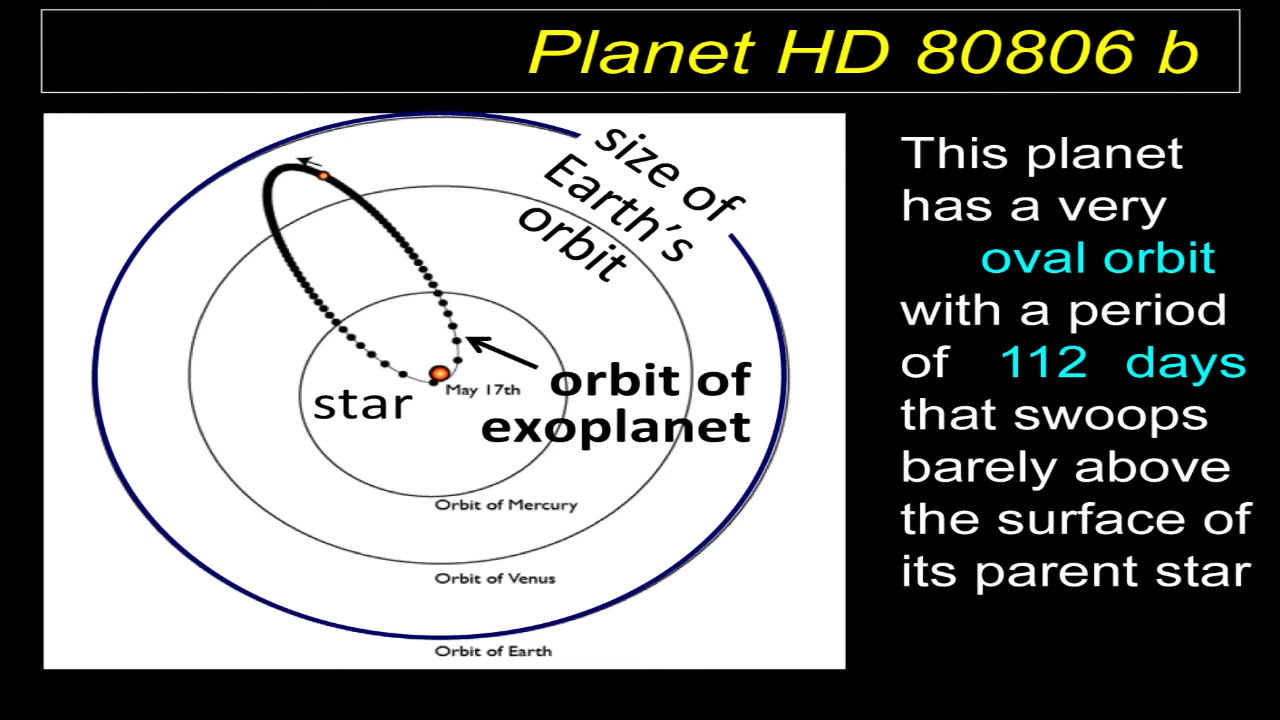 Planet HD 80806 b
size of
Earth's
orbit
star
May 17th
orbit of
exoplanet
Orbit of Mercury
Orbit of Venus
Orbit of Earth
This planet
has a very
oval orbit
with a period
of 112 days
that swoops
barely above
the surface of
its parent star